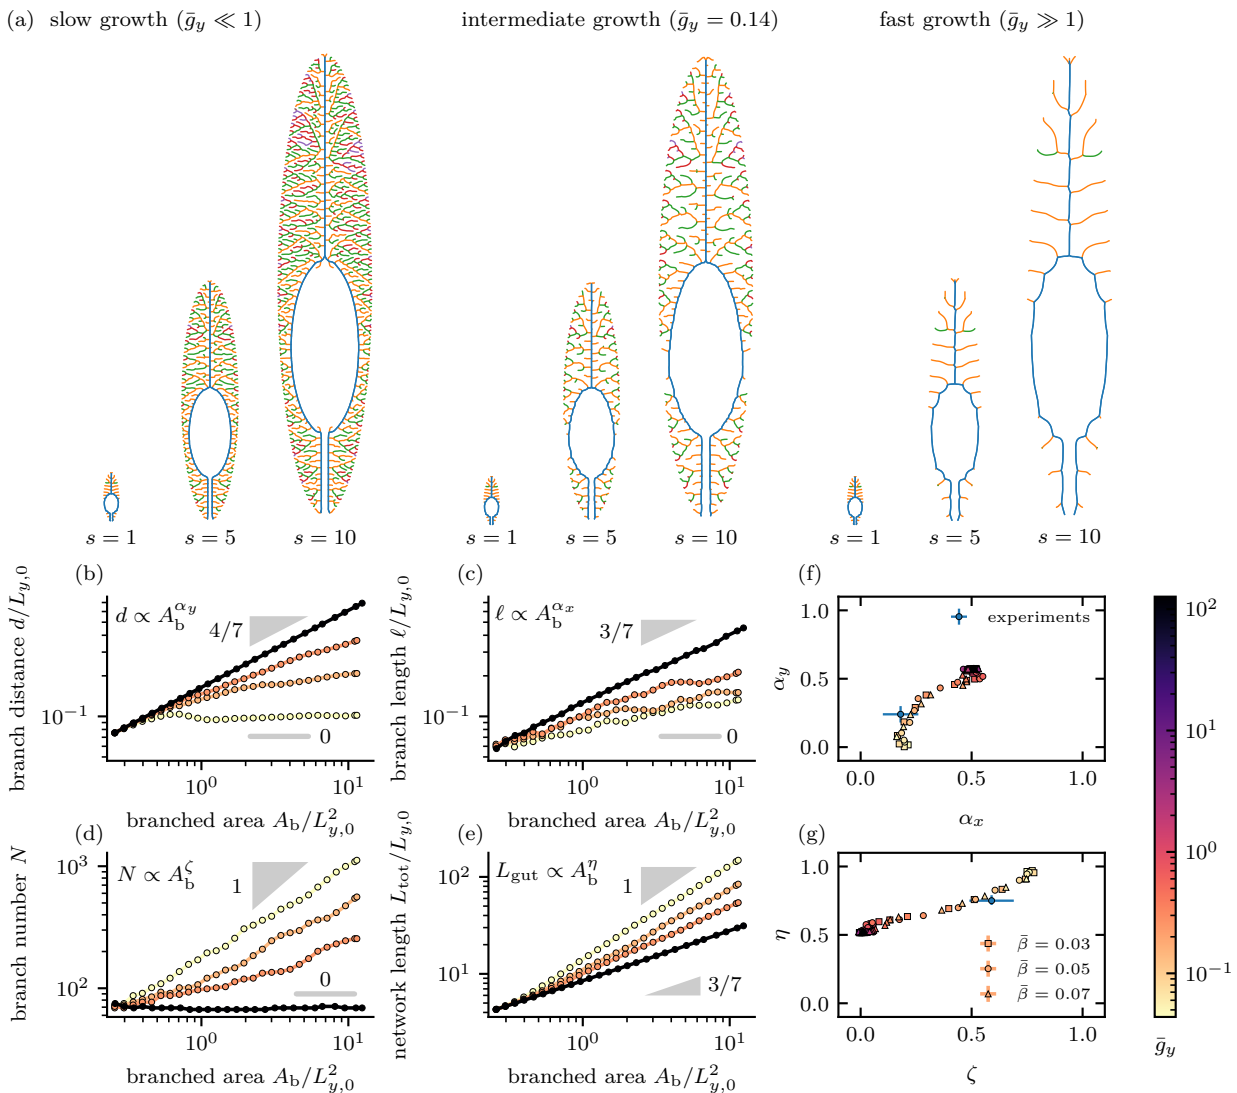 (a) slow growth (ḡ_y ≪ 1) intermediate growth (ḡ_y = 0.14) fast growth (ḡ_y ≫ 1)
s = 1 s = 5 s = 10 s = 1 s = 5 s = 10 s = 1 s = 5 s = 10
(b)
branch distance d/L_{y,0}
d ∝ A_b^{α_y}
4/7
0
10^{-1}
10^0 10^1
branched area A_b/L_{y,0}^2
(c)
branch length ℓ/L_{y,0}
ℓ ∝ A_b^{α_x}
3/7
0
10^{-1}
10^0 10^1
branched area A_b/L_{y,0}^2
(f)
experiments
α_y
1.0
0.5
0.0
0.0 0.5 1.0
α_x
(d)
branch number N
N ∝ A_b^ζ
1
0
10^3
10^2
10^0 10^1
branched area A_b/L_{y,0}^2
(e)
network length L_tot/L_{y,0}
L_gut ∝ A_b^η
1
3/7
10^2
10^1
10^0 10^1
branched area A_b/L_{y,0}^2
(g)
η
1.0
0.5
0.0
β̄ = 0.03
β̄ = 0.05
β̄ = 0.07
0.0 0.5 1.0
ζ
10^2
10^1
10^0
10^{-1}
ḡ_y